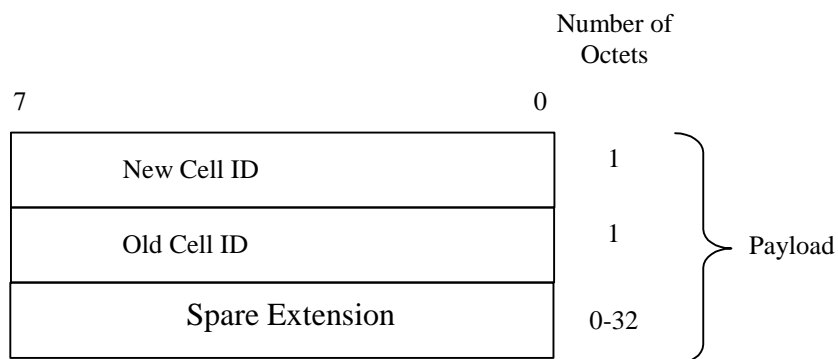 Number of
Octets
7 0
New Cell ID 1
Old Cell ID 1
Payload
Spare Extension 0-32